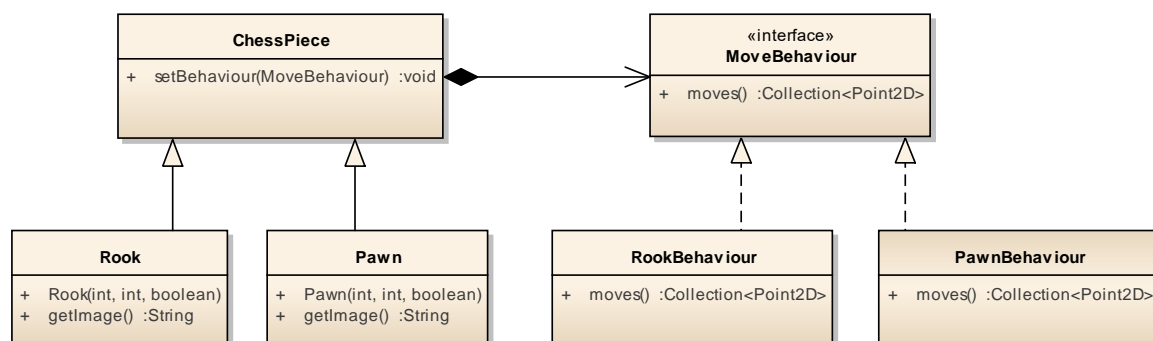 ChessPiece
+ setBehaviour(MoveBehaviour) :void
«interface»
MoveBehaviour
+ moves() :Collection<Point2D>
Rook
+ Rook(int, int, boolean)
+ getImage() :String
Pawn
+ Pawn(int, int, boolean)
+ getImage() :String
RookBehaviour
+ moves() :Collection<Point2D>
PawnBehaviour
+ moves() :Collection<Point2D>